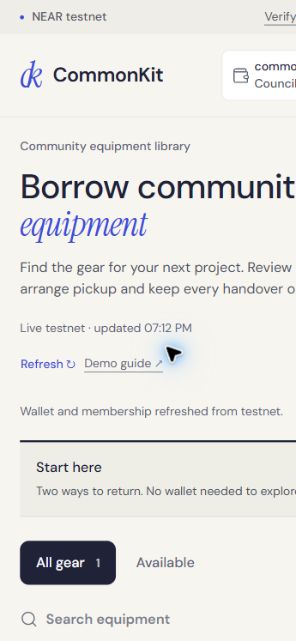 NEAR testnet Verify
CommonKit
commo
Council
Community equipment library
Borrow communit
equipment
Find the gear for your next project. Review
arrange pickup and keep every handover o
Live testnet · updated 07:12 PM
Refresh ↻ Demo guide ↗
Wallet and membership refreshed from testnet.
Start here
Two ways to return. No wallet needed to explore
All gear 1 Available
Search equipment